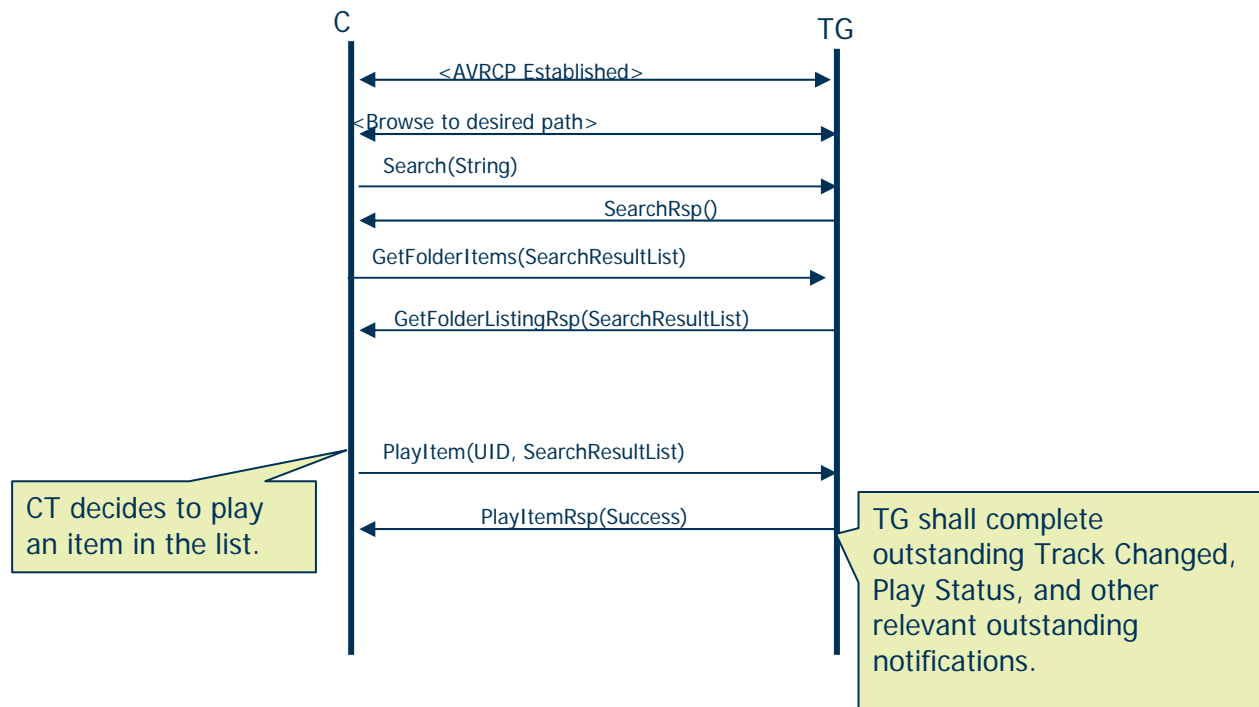 C
TG
<AVRCP Established>
<Browse to desired path>
Search(String)
SearchRsp()
GetFolderItems(SearchResultList)
GetFolderListingRsp(SearchResultList)
PlayItem(UID, SearchResultList)
CT decides to play
an item in the list.
PlayItemRsp(Success)
TG shall complete
outstanding Track Changed,
Play Status, and other
relevant outstanding
notifications.